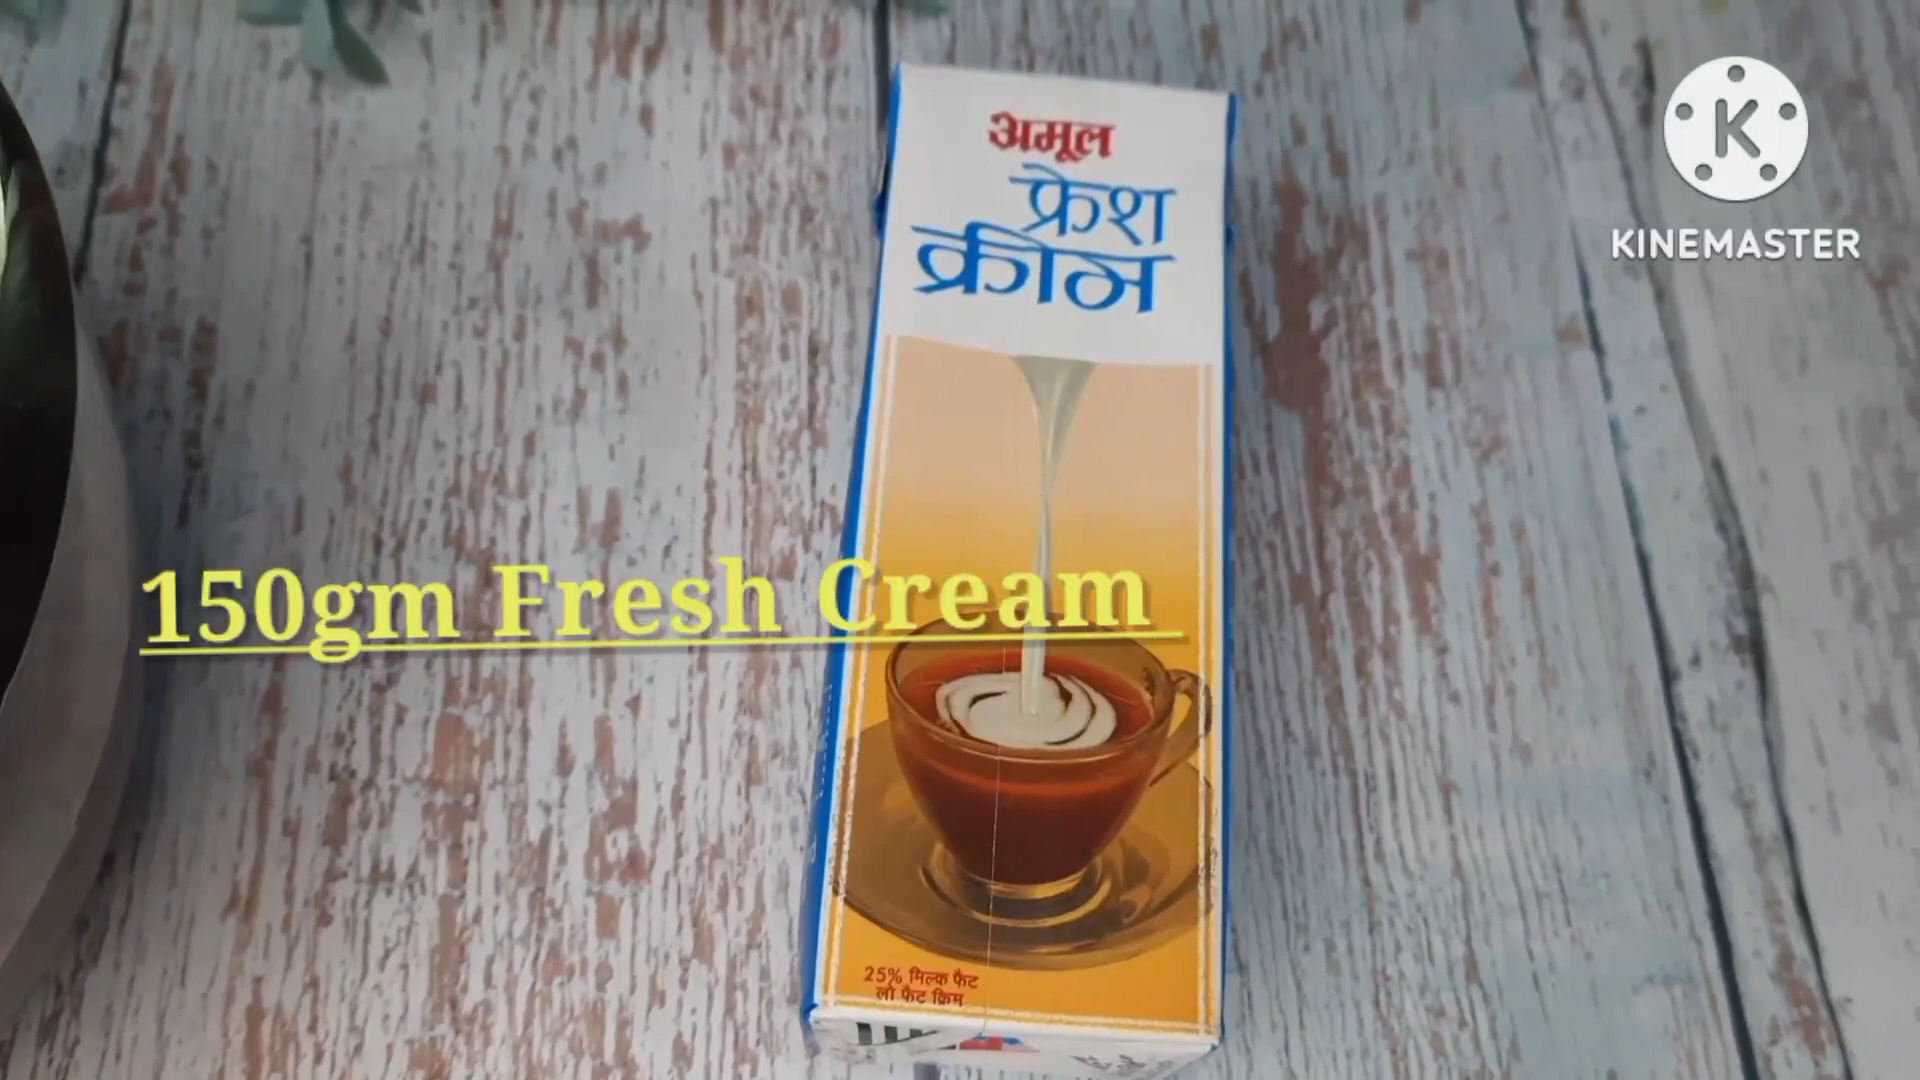 अमूल
फ्रेश
क्रीम
150gm Fresh Cream
25% मिल्क फैट
लो फैट क्रिम
KINEMASTER